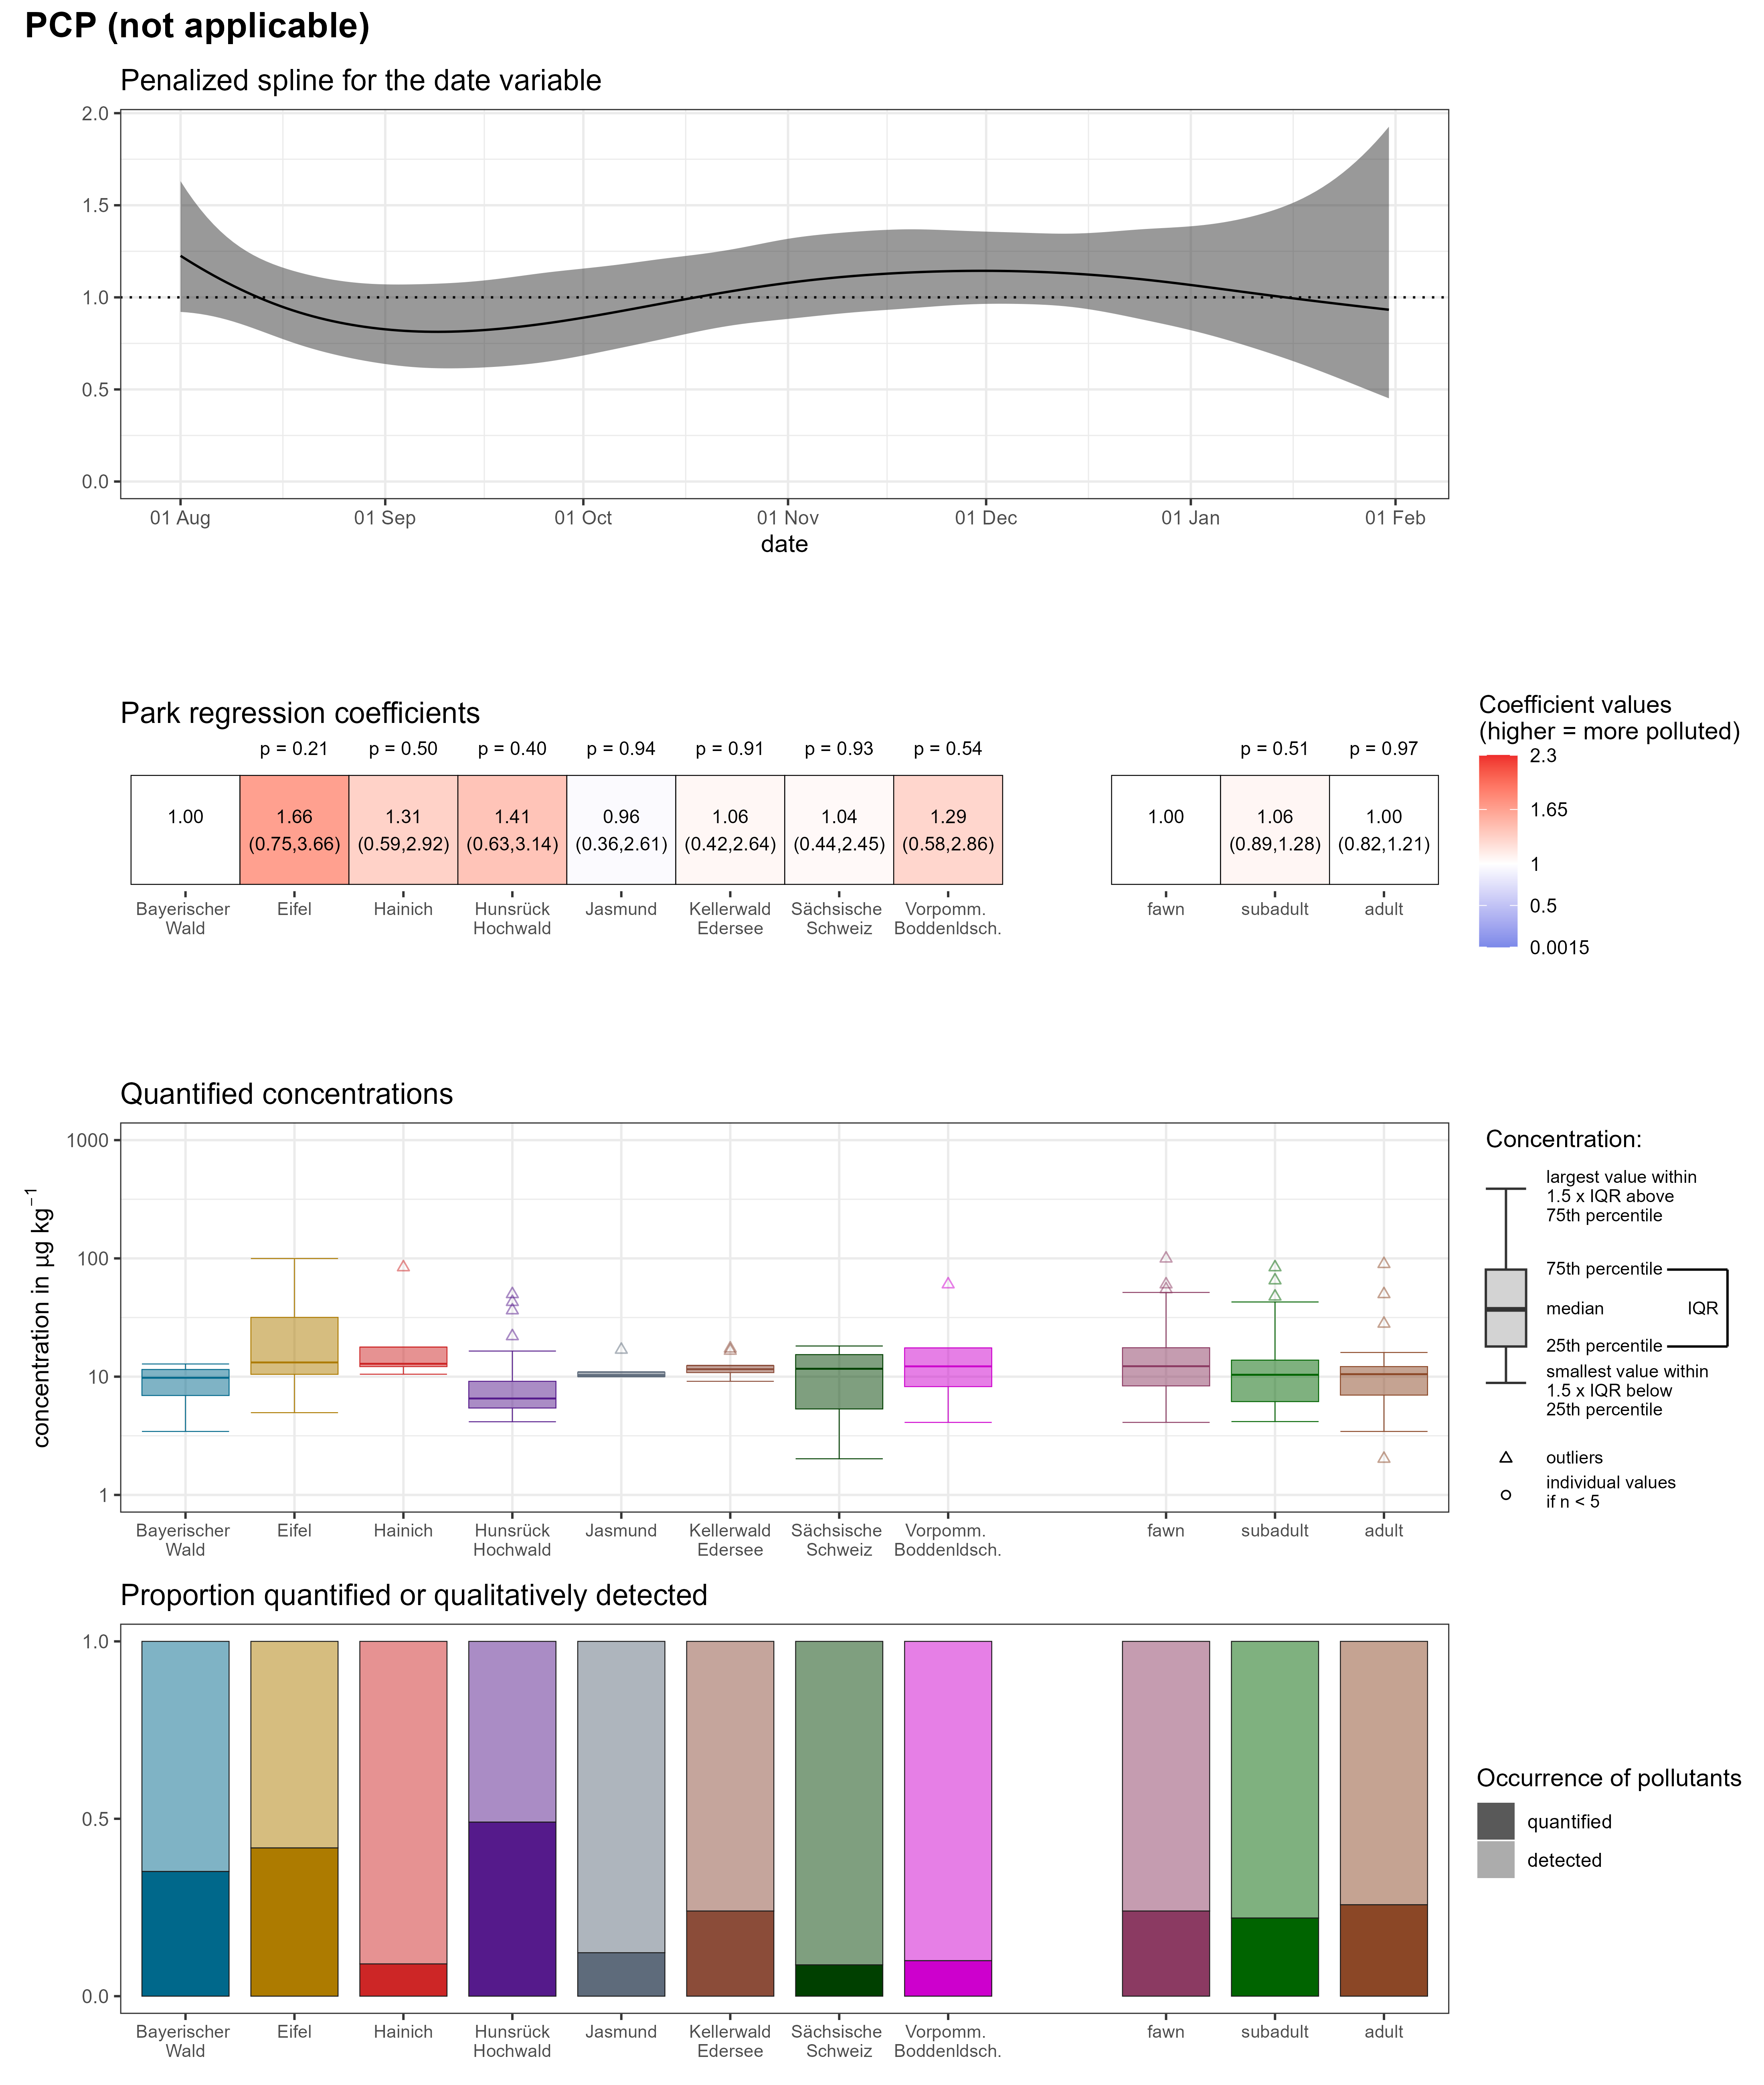 PCP (not applicable)
Penalized spline for the date variable
2.0
1.5
1.0
0.5
0.0
01 Aug 01 Sep 01 Oct 01 Nov 01 Dec 01 Jan 01 Feb
date
Park regression coefficients
p = 0.21 p = 0.50 p = 0.40 p = 0.94 p = 0.91 p = 0.93 p = 0.54 p = 0.51 p = 0.97
1.00 1.66 1.31 1.41 0.96 1.06 1.04 1.29 1.00 1.06 1.00
(0.75,3.66) (0.59,2.92) (0.63,3.14) (0.36,2.61) (0.42,2.64) (0.44,2.45) (0.58,2.86) (0.89,1.28) (0.82,1.21)
Bayerischer Eifel Hainich Hunsrück Jasmund Kellerwald Sächsische Vorpomm. fawn subadult adult
Wald Hochwald Edersee Schweiz Boddenldsch.
Coefficient values
(higher = more polluted)
2.3
1.65
1
0.5
0.0015
Quantified concentrations
concentration in µg kg⁻¹
1000
100
10
1
Bayerischer Eifel Hainich Hunsrück Jasmund Kellerwald Sächsische Vorpomm. fawn subadult adult
Wald Hochwald Edersee Schweiz Boddenldsch.
Concentration:
largest value within
1.5 x IQR above
75th percentile
75th percentile
median IQR
25th percentile
smallest value within
1.5 x IQR below
25th percentile
outliers
individual values
if n < 5
Proportion quantified or qualitatively detected
1.0
0.5
0.0
Bayerischer Eifel Hainich Hunsrück Jasmund Kellerwald Sächsische Vorpomm. fawn subadult adult
Wald Hochwald Edersee Schweiz Boddenldsch.
Occurrence of pollutants
quantified
detected